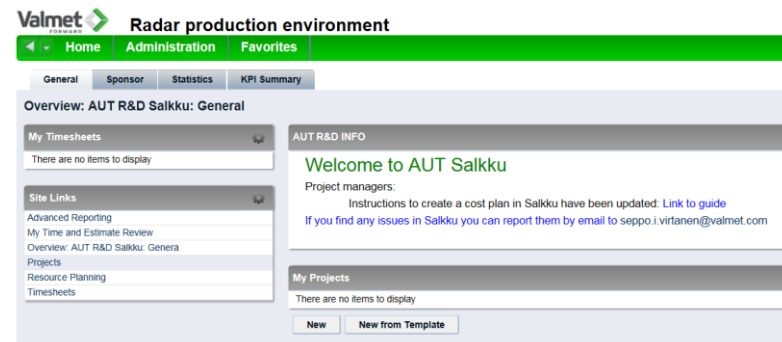 Valmet
FORWARD
Radar production environment
Home Administration Favorites
General Sponsor Statistics KPI Summary
Overview: AUT R&D Salkku: General
My Timesheets
There are no items to display
Site Links
Advanced Reporting
My Time and Estimate Review
Overview: AUT R&D Salkku: Genera
Projects
Resource Planning
Timesheets
AUT R&D INFO
Welcome to AUT Salkku
Project managers:
Instructions to create a cost plan in Salkku have been updated: Link to guide
If you find any issues in Salkku you can report them by email to seppo.i.virtanen@valmet.com
My Projects
There are no items to display
New New from Template